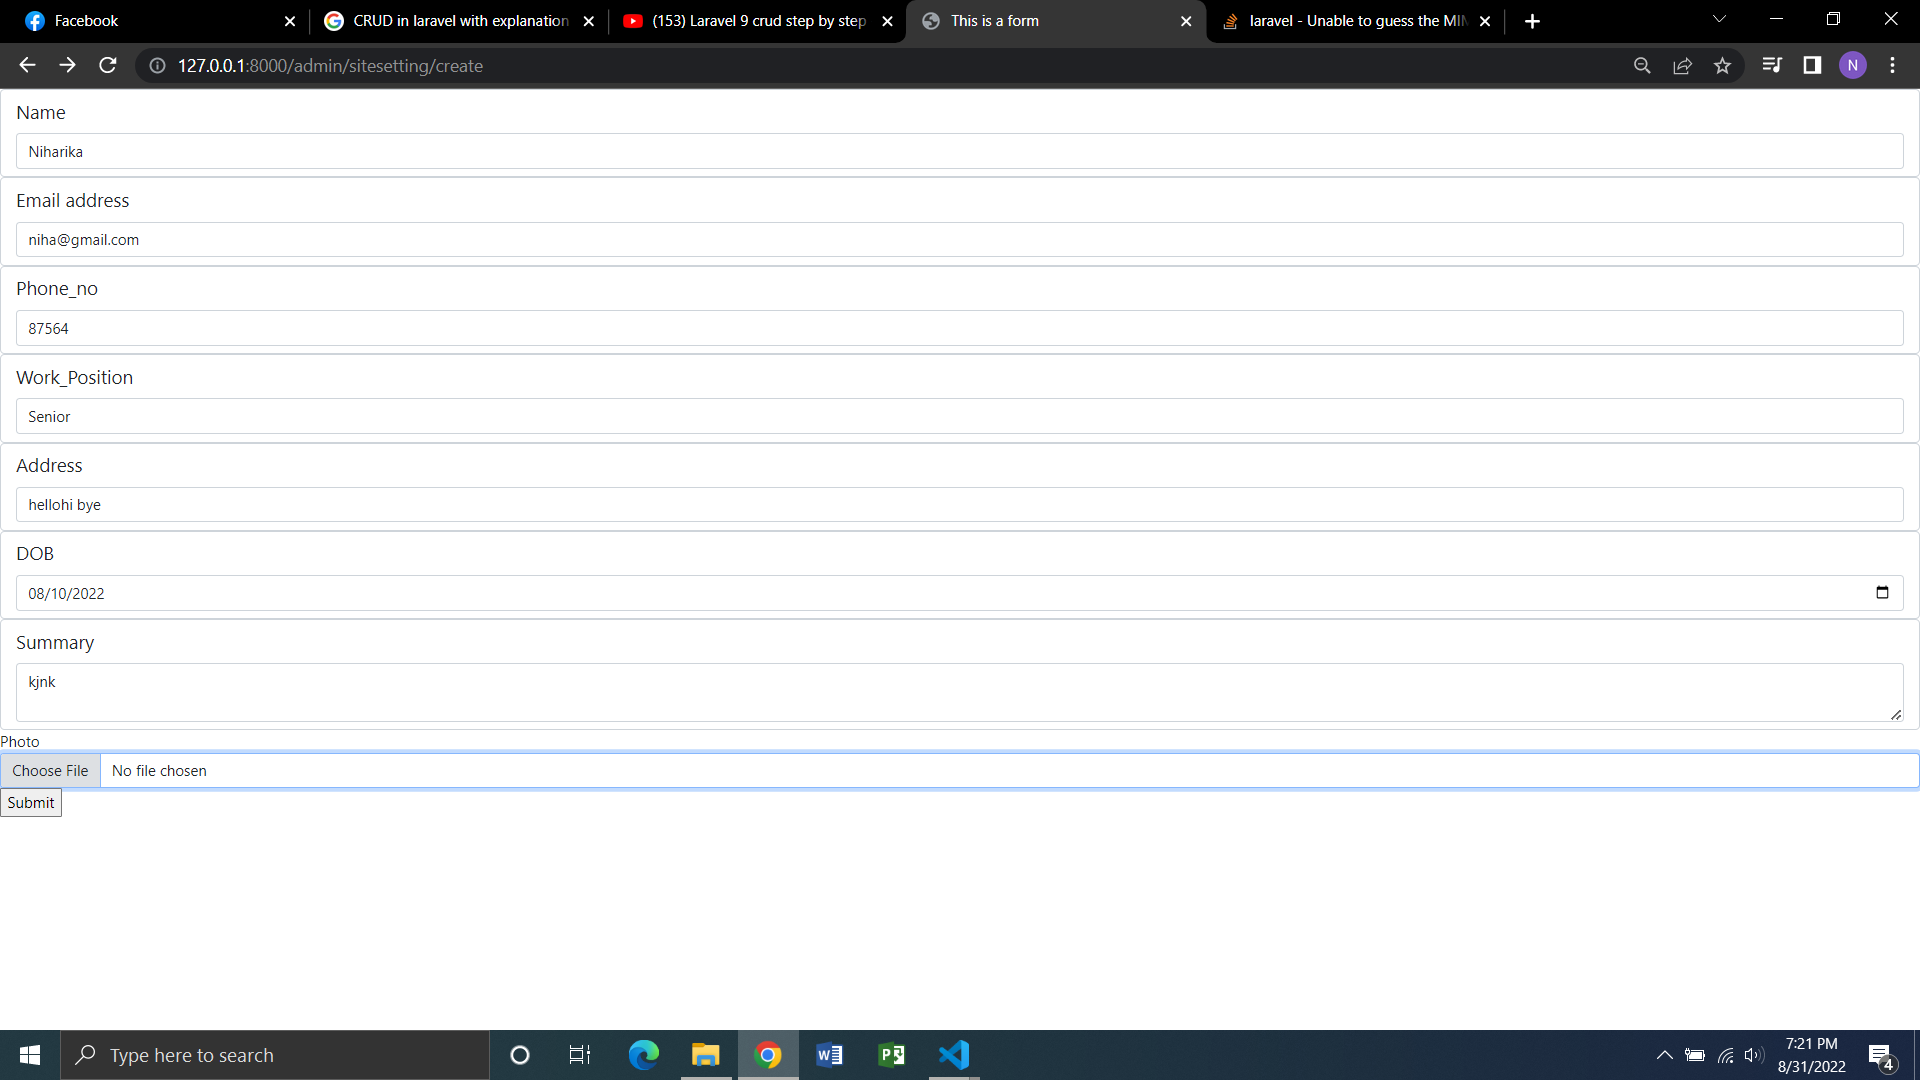 Facebook
CRUD in laravel with explanation
(153) Laravel 9 crud step by step
This is a form
laravel - Unable to guess the MIM
127.0.0.1:8000/admin/sitesetting/create
N
Name
Niharika
Email address
niha@gmail.com
Phone_no
87564
Work_Position
Senior
Address
hellohi bye
DOB
08/10/2022
Summary
kjnk
Photo
Choose File No file chosen
Submit
Type here to search
7:21 PM
8/31/2022
4